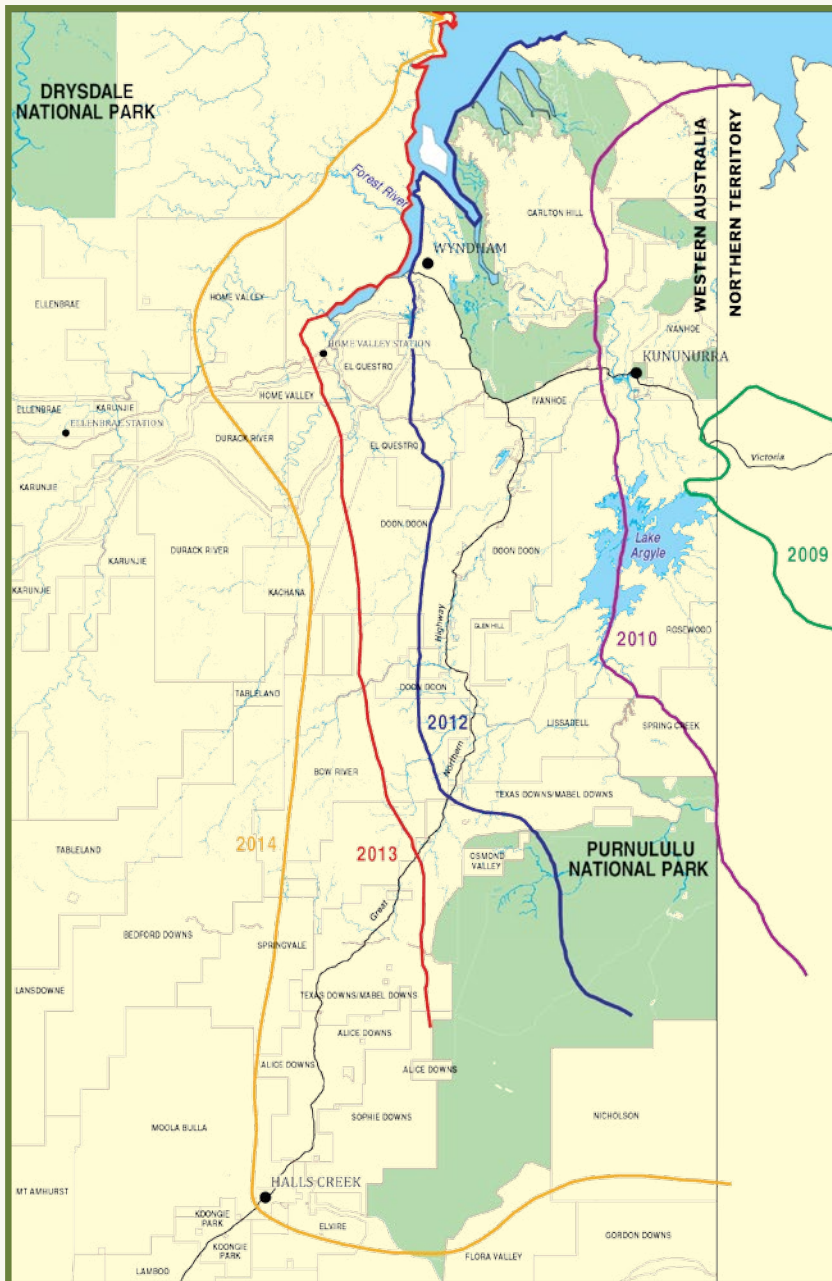 DRYSDALE
NATIONAL PARK
WESTERN AUSTRALIA
NORTHERN TERRITORY
Forest River
CARLTON HILL
WYNDHAM
ELLENBRAE
HOME VALLEY
IVANHOE
HOME VALLEY STATION
EL QUESTRO
KUNUNURRA
HOME VALLEY
IVANHOE
ELLENBRAE
KARUNJIE
ELLENBRAE STATION
DURACK RIVER
EL QUESTRO
Victoria
KARUNJIE
KARUNJIE
DOON DOON
Lake
Argyle
DURACK RIVER
DOON DOON
2009
KARUNJIE
KARUNJIE
KACHANA
Highway
GLEN HILL
ROSEWOOD
2010
TABLELAND
DOON DOON
2012
LISSADELL
SPRING CREEK
Northern
BOW RIVER
TEXAS DOWNS/MABEL DOWNS
2014
2013
TABLELAND
OSMOND
VALLEY
PURNULULU
NATIONAL PARK
Great
BEDFORD DOWNS
SPRINGVALE
LANSDOWNE
TEXAS DOWNS/MABEL DOWNS
ALICE DOWNS
ALICE DOWNS
ALICE DOWNS
SOPHIE DOWNS
NICHOLSON
MOOLA BULLA
HALLS CREEK
MT AMHURST
KOONGIE
PARK
ELVIRE
KOONGIE
PARK
GORDON DOWNS
FLORA VALLEY
LAMBOO